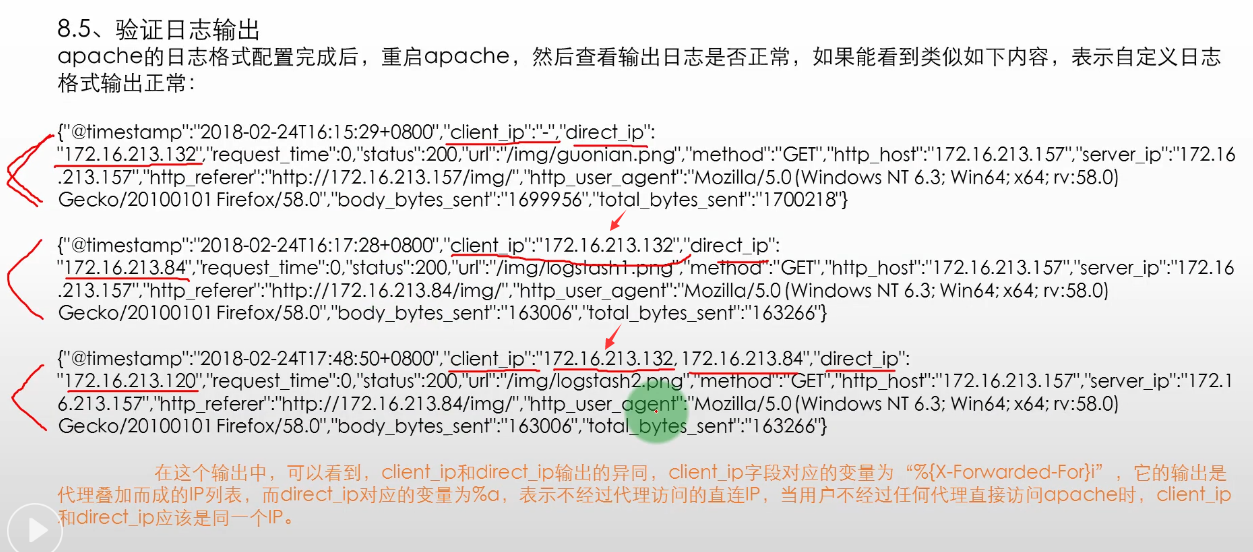 8.5、验证日志输出
apache的日志格式配置完成后，重启apache，然后查看输出日志是否正常，如果能看到类似如下内容，表示自定义日志
格式输出正常：
{"@timestamp":"2018-02-24T16:15:29+0800","client_ip":"-","direct_ip":
"172.16.213.132","request_time":0,"status":200,"url":"/img/guonian.png","method":"GET","http_host":"172.16.213.157","server_ip":"172.16
.213.157","http_referer":"http://172.16.213.157/img/","http_user_agent":"Mozilla/5.0 (Windows NT 6.3; Win64; x64; rv:58.0)
Gecko/20100101 Firefox/58.0","body_bytes_sent":"1699956","total_bytes_sent":"1700218"}
{"@timestamp":"2018-02-24T16:17:28+0800","client_ip":"172.16.213.132","direct_ip":
"172.16.213.84","request_time":0,"status":200,"url":"/img/logstash1.png","method":"GET","http_host":"172.16.213.157","server_ip":"172.16
.213.157","http_referer":"http://172.16.213.84/img/","http_user_agent":"Mozilla/5.0 (Windows NT 6.3; Win64; x64; rv:58.0)
Gecko/20100101 Firefox/58.0","body_bytes_sent":"163006","total_bytes_sent":"163266"}
{"@timestamp":"2018-02-24T17:48:50+0800","client_ip":"172.16.213.132, 172.16.213.84","direct_ip":
"172.16.213.120","request_time":0,"status":200,"url":"/img/logstash2.png","method":"GET","http_host":"172.16.213.157","server_ip":"172.1
6.213.157","http_referer":"http://172.16.213.84/img/","http_user_agent":"Mozilla/5.0 (Windows NT 6.3; Win64; x64; rv:58.0)
Gecko/20100101 Firefox/58.0","body_bytes_sent":"163006","total_bytes_sent":"163266"}
在这个输出中，可以看到，client_ip和direct_ip输出的异同，client_ip字段对应的变量为“%{X-Forwarded-For}i”，它的输出是
代理叠加而成的IP列表，而direct_ip对应的变量为%a，表示不经过代理访问的直连IP，当用户不经过任何代理直接访问apache时，client_ip
和direct_ip应该是同一个IP。